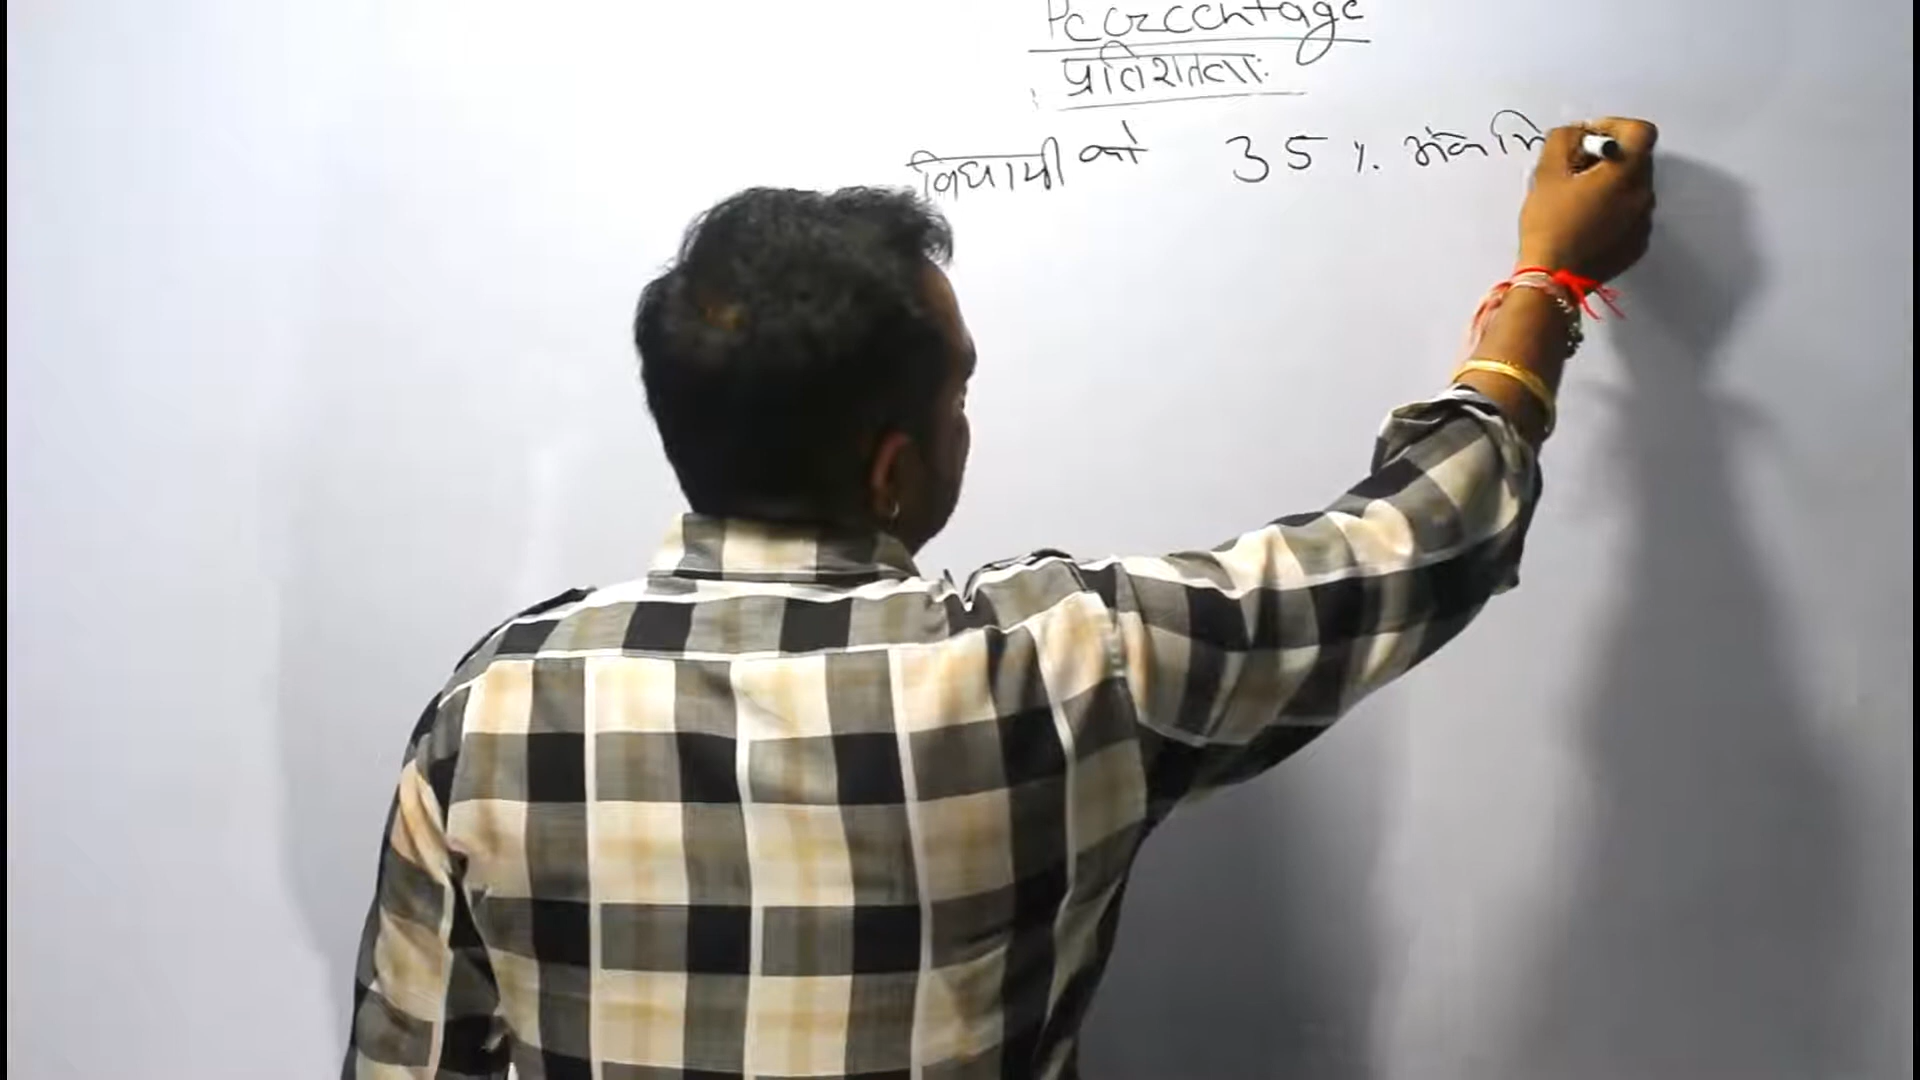 Percentage
प्रतिशतता:
विधार्थी को 35 % अंक मि